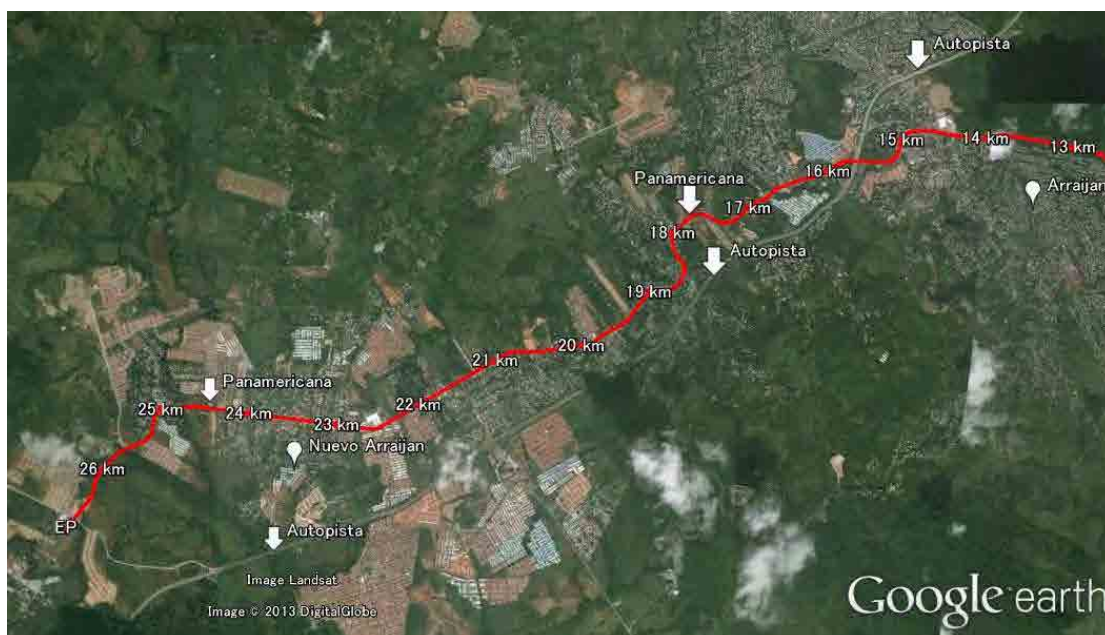 Autopista
15 km
14 km
13 km
16 km
Panamericana
Arraijan
17 km
18 km
Autopista
19 km
20 km
21 km
Panamericana
25 km
24 km
22 km
23 km
Nuevo Arraijan
26 km
EP
Autopista
Image Landsat
Image © 2013 DigitalGlobe
Google earth